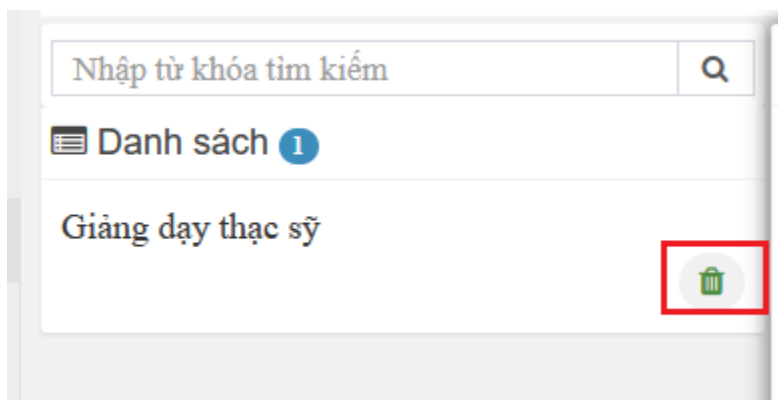 Nhập từ khóa tìm kiếm
Danh sách 1
Giảng dạy thạc sỹ